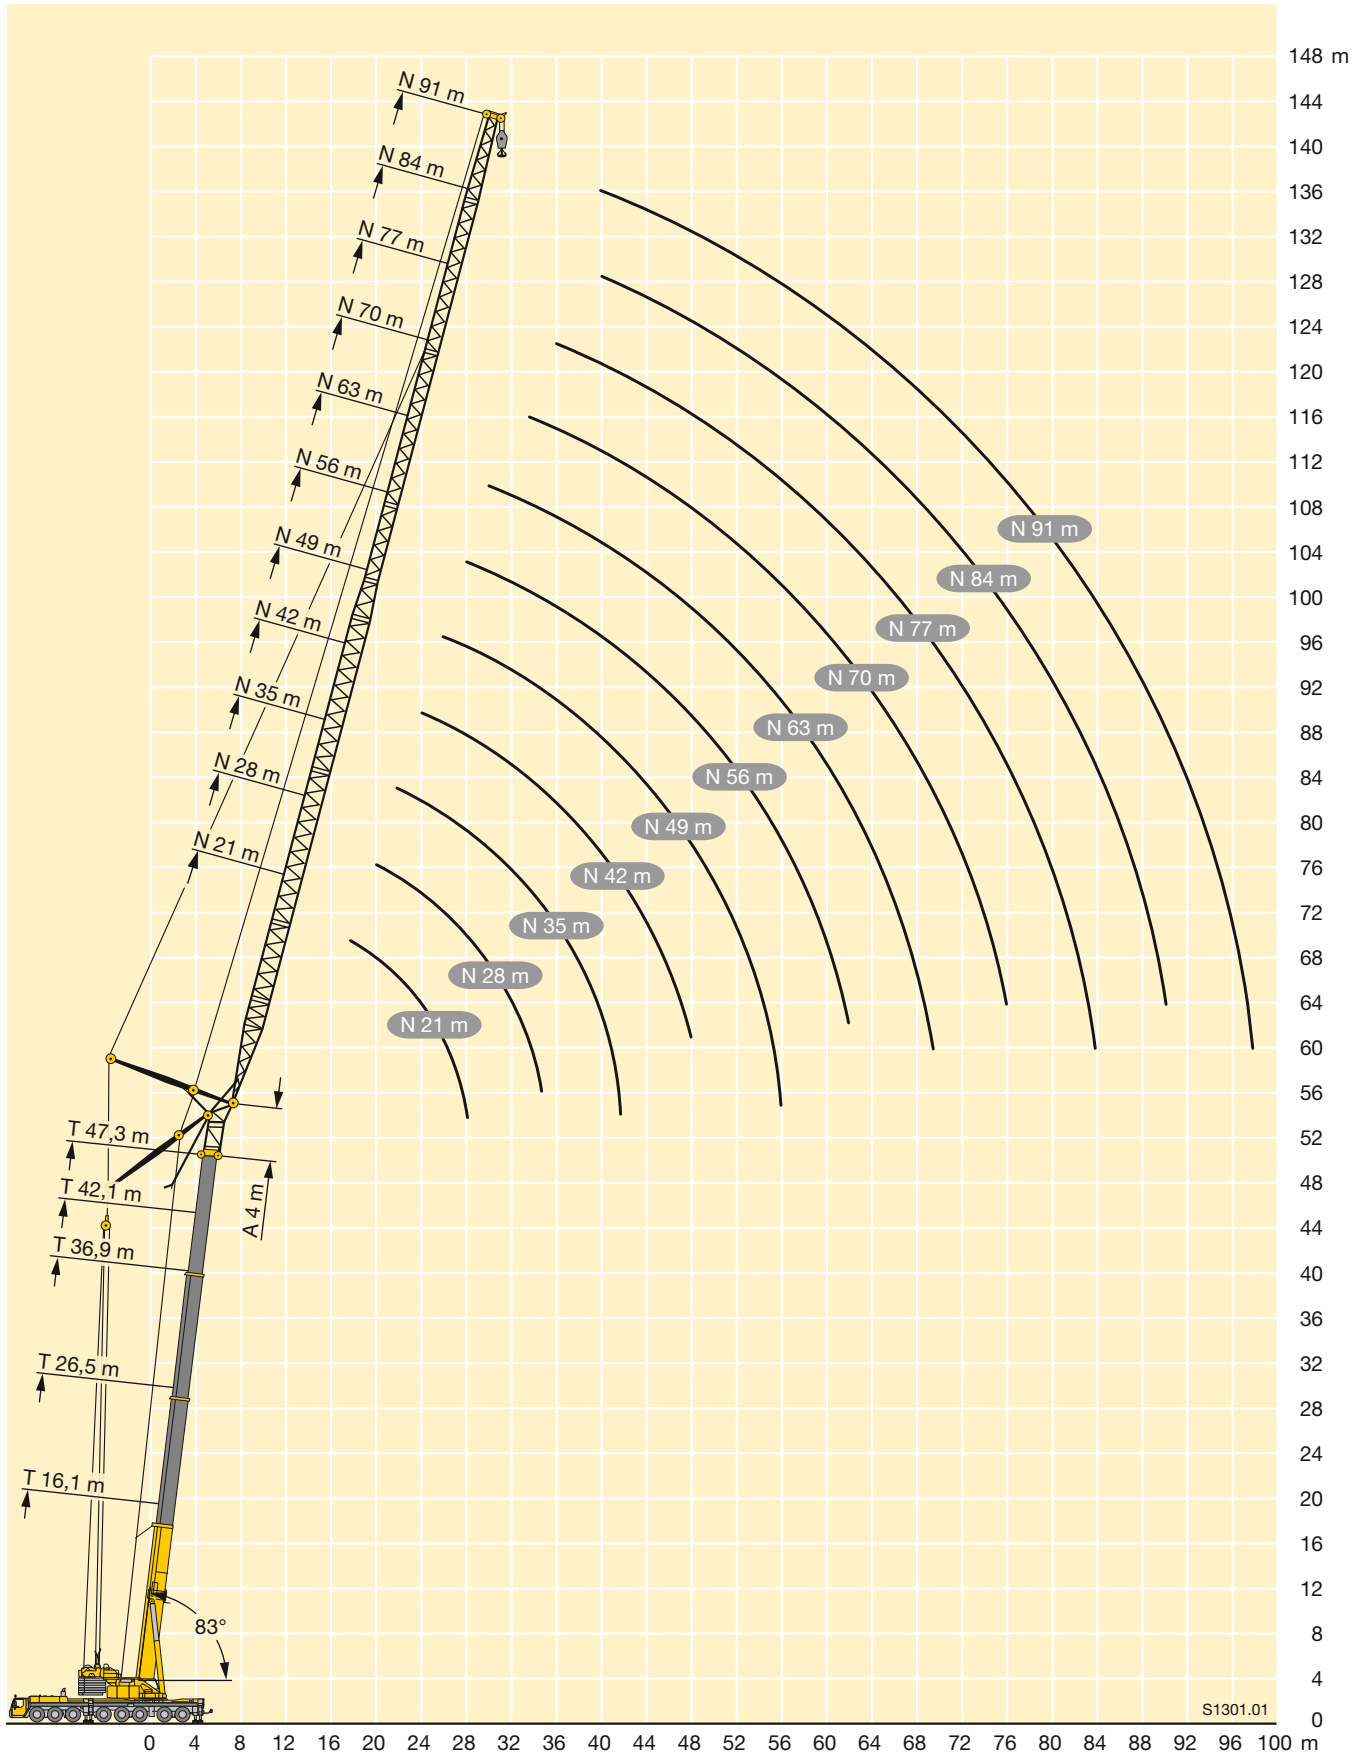 148 m
144
140
136
132
128
124
120
116
112
108
104
100
96
92
88
84
80
76
72
68
64
60
56
52
48
44
40
36
32
28
24
20
16
12
8
4
0
N 91 m
N 84 m
N 77 m
N 70 m
N 63 m
N 56 m
N 49 m
N 42 m
N 35 m
N 28 m
N 21 m
N 91 m
N 84 m
N 77 m
N 70 m
N 63 m
N 56 m
N 49 m
N 42 m
N 35 m
N 28 m
N 21 m
T 47,3 m
T 42,1 m
T 36,9 m
T 26,5 m
T 16,1 m
A 4 m
83°
S1301.01
0 4 8 12 16 20 24 28 32 36 40 44 48 52 56 60 64 68 72 76 80 84 88 92 96 100 m